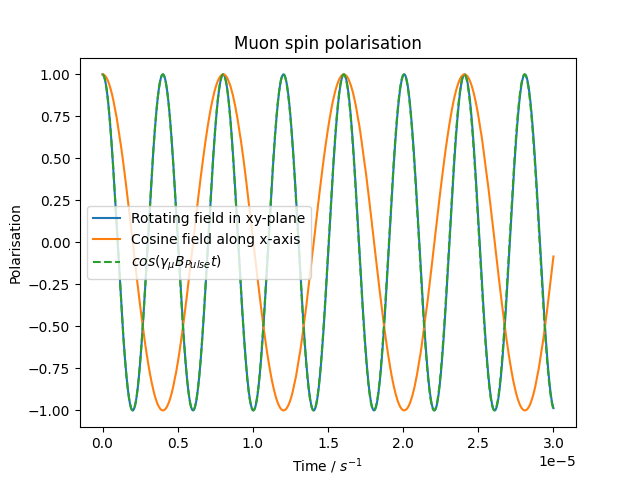 Muon spin polarisation
1.00
0.75
0.50
0.25
0.00
−0.25
−0.50
−0.75
−1.00
Polarisation
Rotating field in xy-plane
Cosine field along x-axis
cos(γμBPulset)
0.0 0.5 1.0 1.5 2.0 2.5 3.0
1e−5
Time / s−1